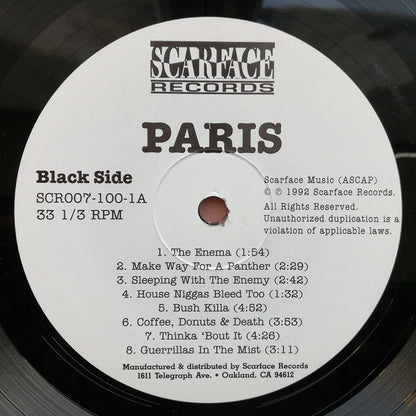 SCARFACE
RECORDS
PARIS
Black Side
SCR007-100-1A
33 1/3 RPM
Scarface Music (ASCAP)
© ℗ 1992 Scarface Records.
All Rights Reserved.
Unauthorized duplication is a
violation of applicable laws.
1. The Enema (1:54)
2. Make Way For A Panther (2:29)
3. Sleeping With The Enemy (2:42)
4. House Niggas Bleed Too (1:32)
5. Bush Killa (4:52)
6. Coffee, Donuts & Death (3:53)
7. Thinka ‘Bout It (4:26)
8. Guerrillas In The Mist (3:11)
Manufactured & distributed by Scarface Records
1611 Telegraph Ave. • Oakland, CA 94612